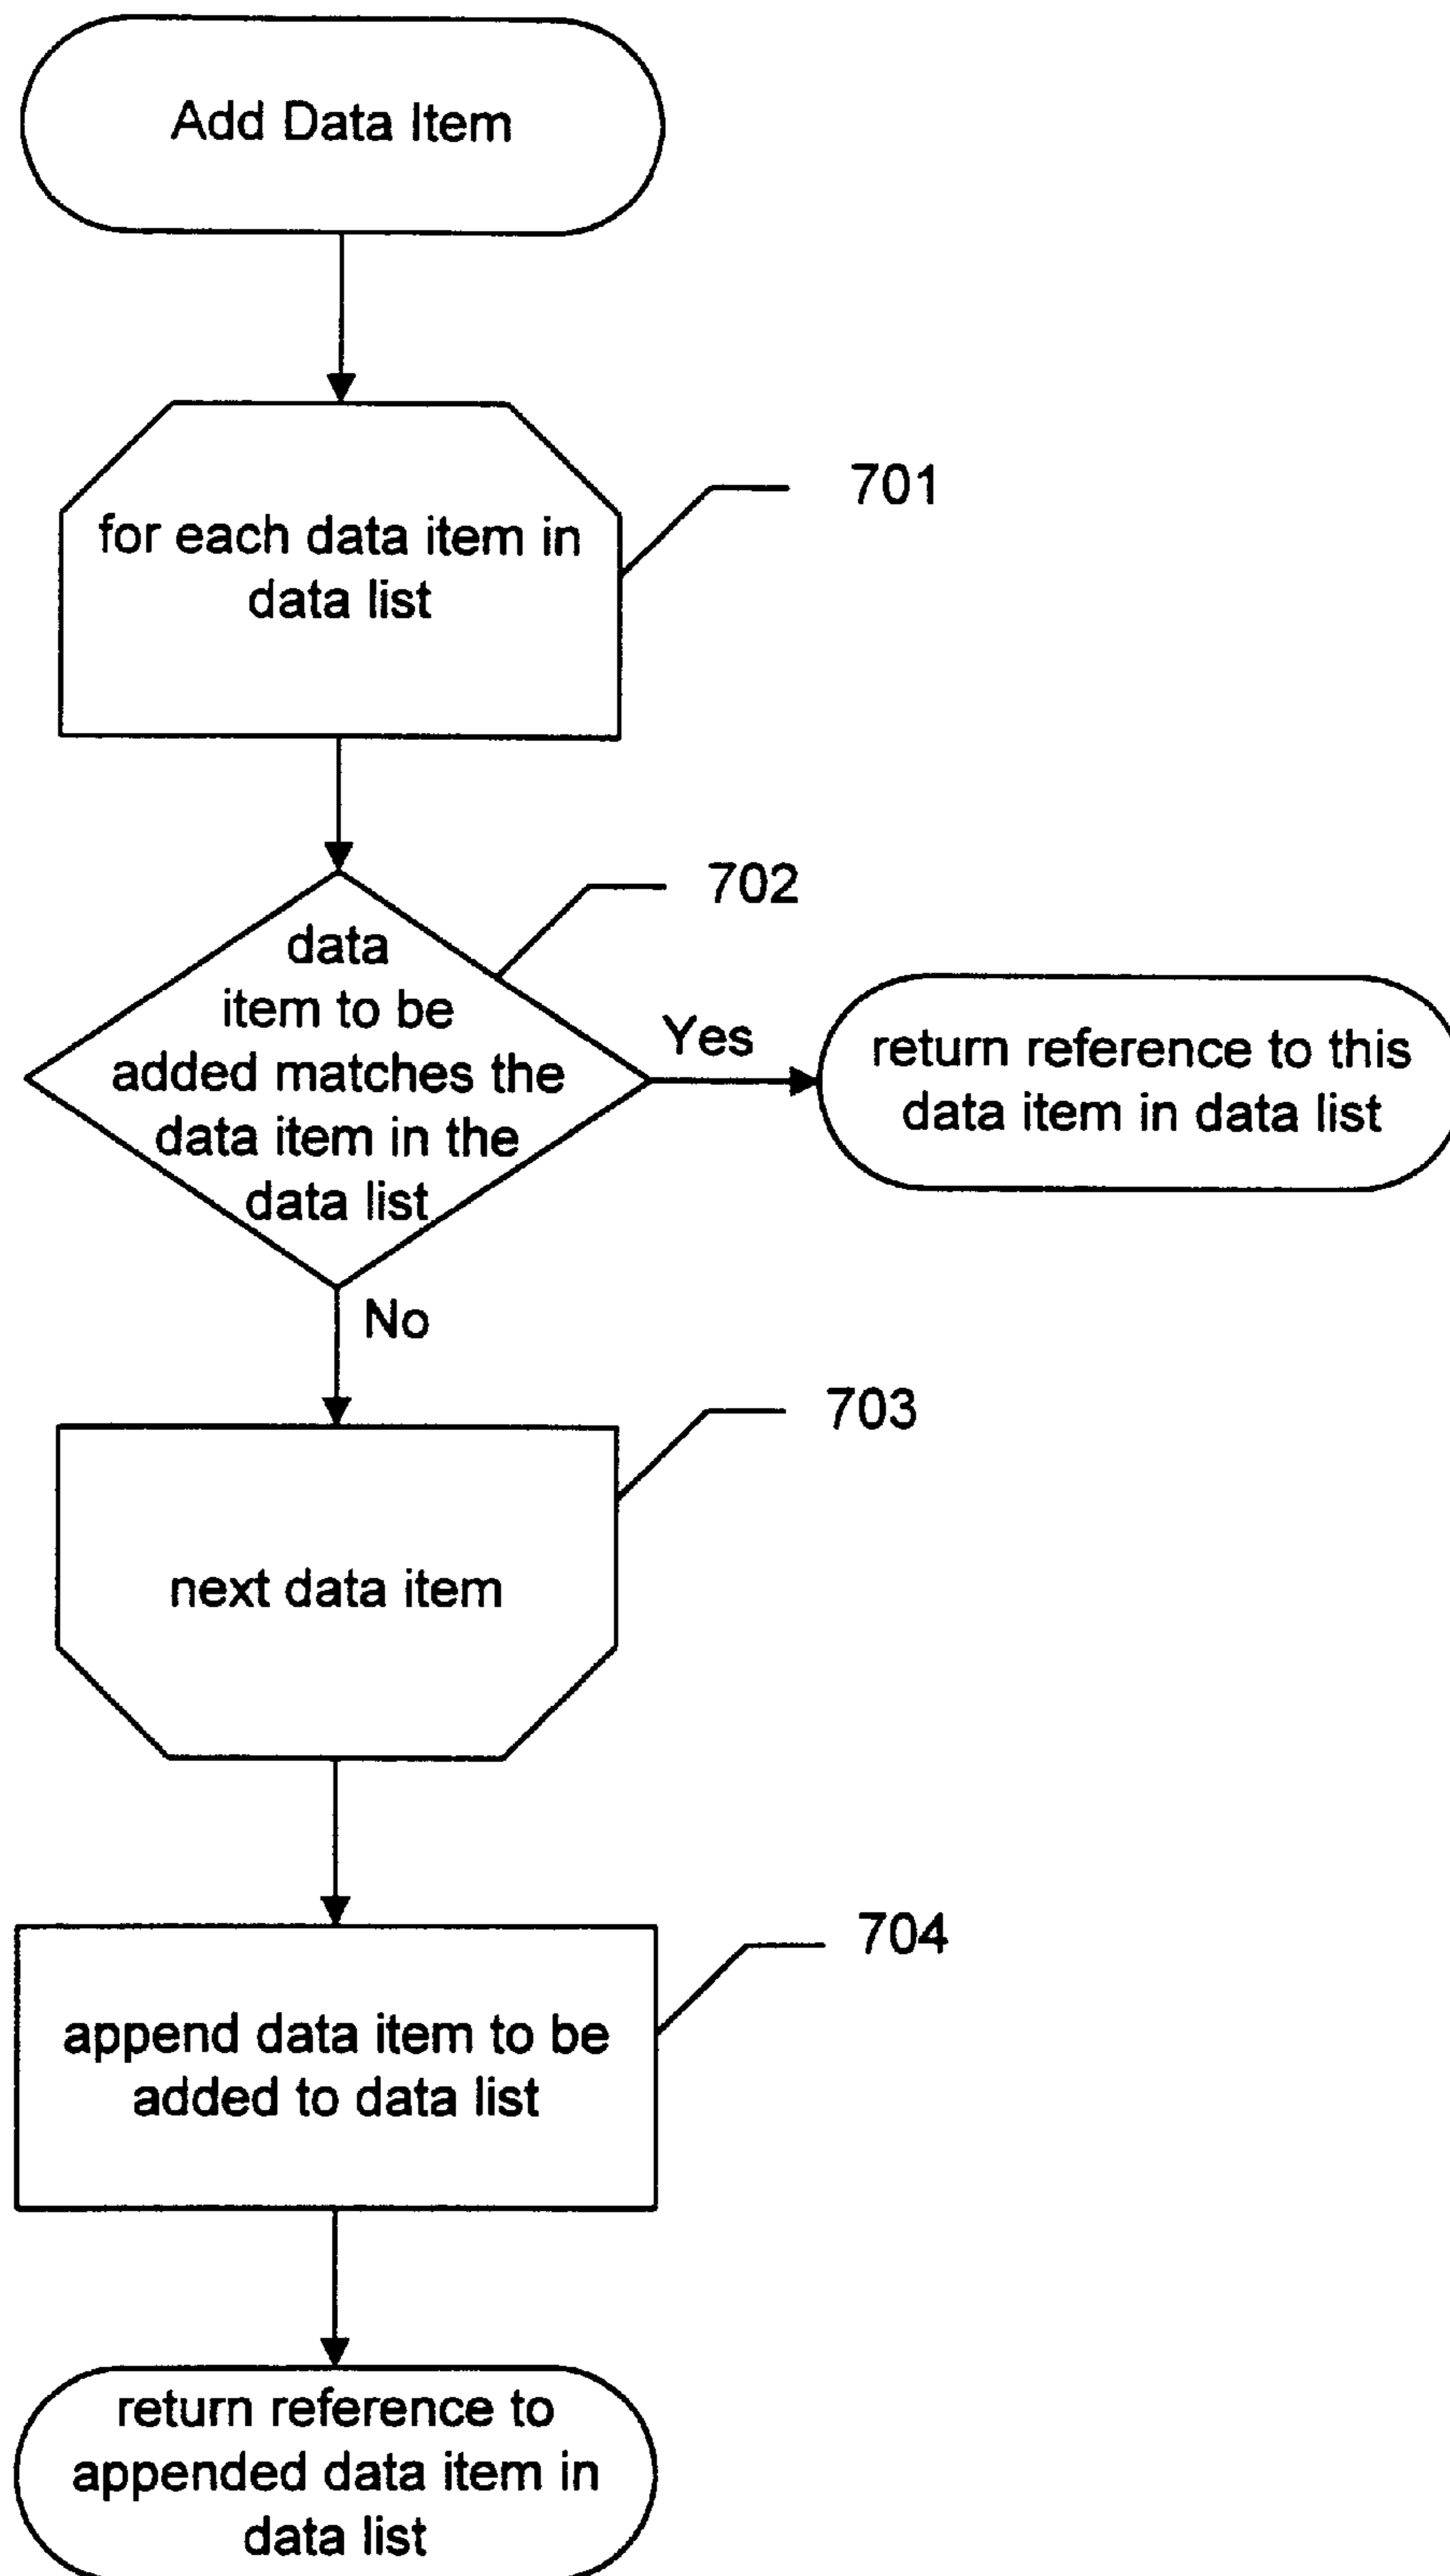 Add Data Item
701
for each data item in
data list
702
data
item to be
added matches the
data item in the
data list
Yes
return reference to this
data item in data list
No
703
next data item
704
append data item to be
added to data list
return reference to
appended data item in
data list